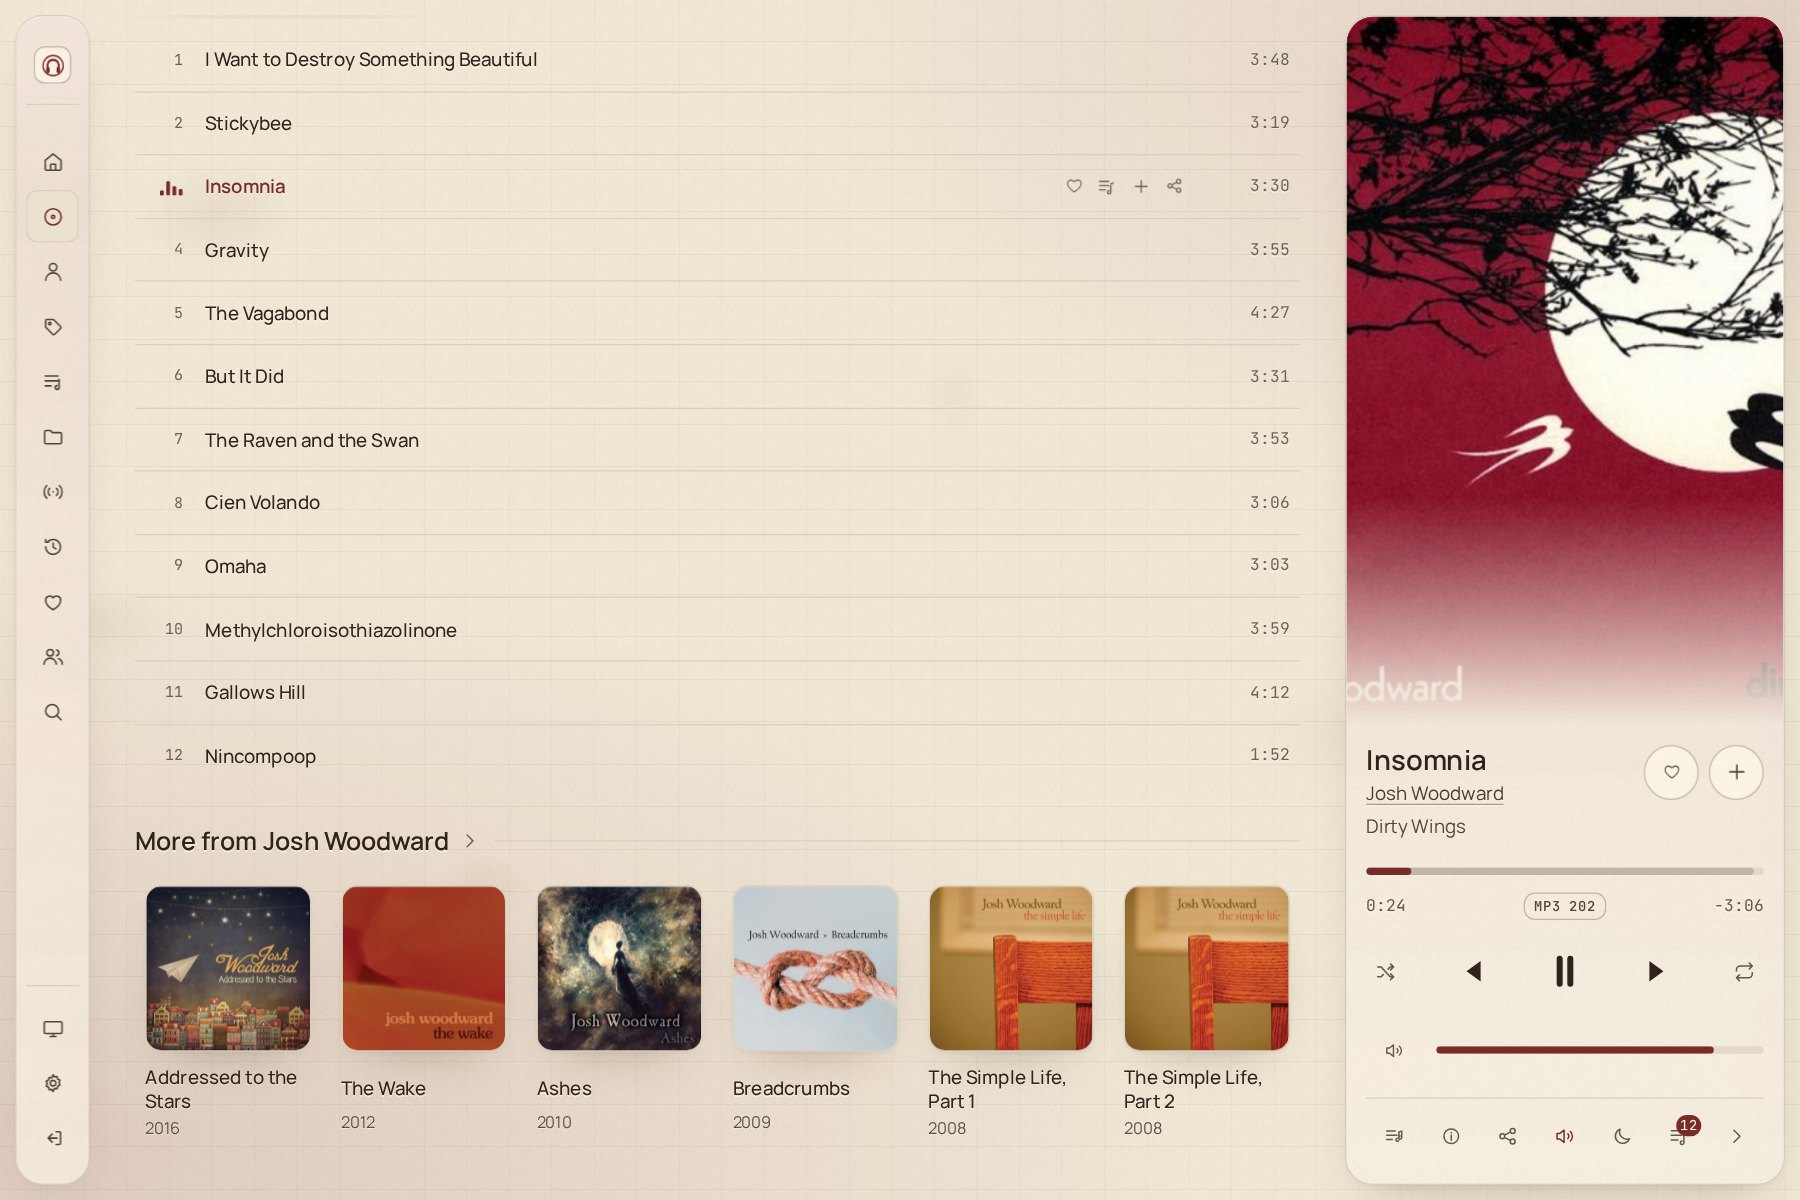 1 I Want to Destroy Something Beautiful 3:48
2 Stickybee 3:19
Insomnia 3:30
4 Gravity 3:55
5 The Vagabond 4:27
6 But It Did 3:31
7 The Raven and the Swan 3:53
8 Cien Volando 3:06
9 Omaha 3:03
10 Methylchloroisothiazolinone 3:59
11 Gallows Hill 4:12
12 Nincompoop 1:52
More from Josh Woodward
Josh
Woodward
Addressed to the Stars
josh woodward
the wake
Josh Woodward
Ashes
Josh Woodward • Breadcrumbs
Josh Woodward
the simple life
Josh Woodward
the simple life
Addressed to the
Stars
2016
The Wake
2012
Ashes
2010
Breadcrumbs
2009
The Simple Life,
Part 1
2008
The Simple Life,
Part 2
2008
odward di
Insomnia
Josh Woodward
Dirty Wings
0:24 MP3 202 -3:06
12